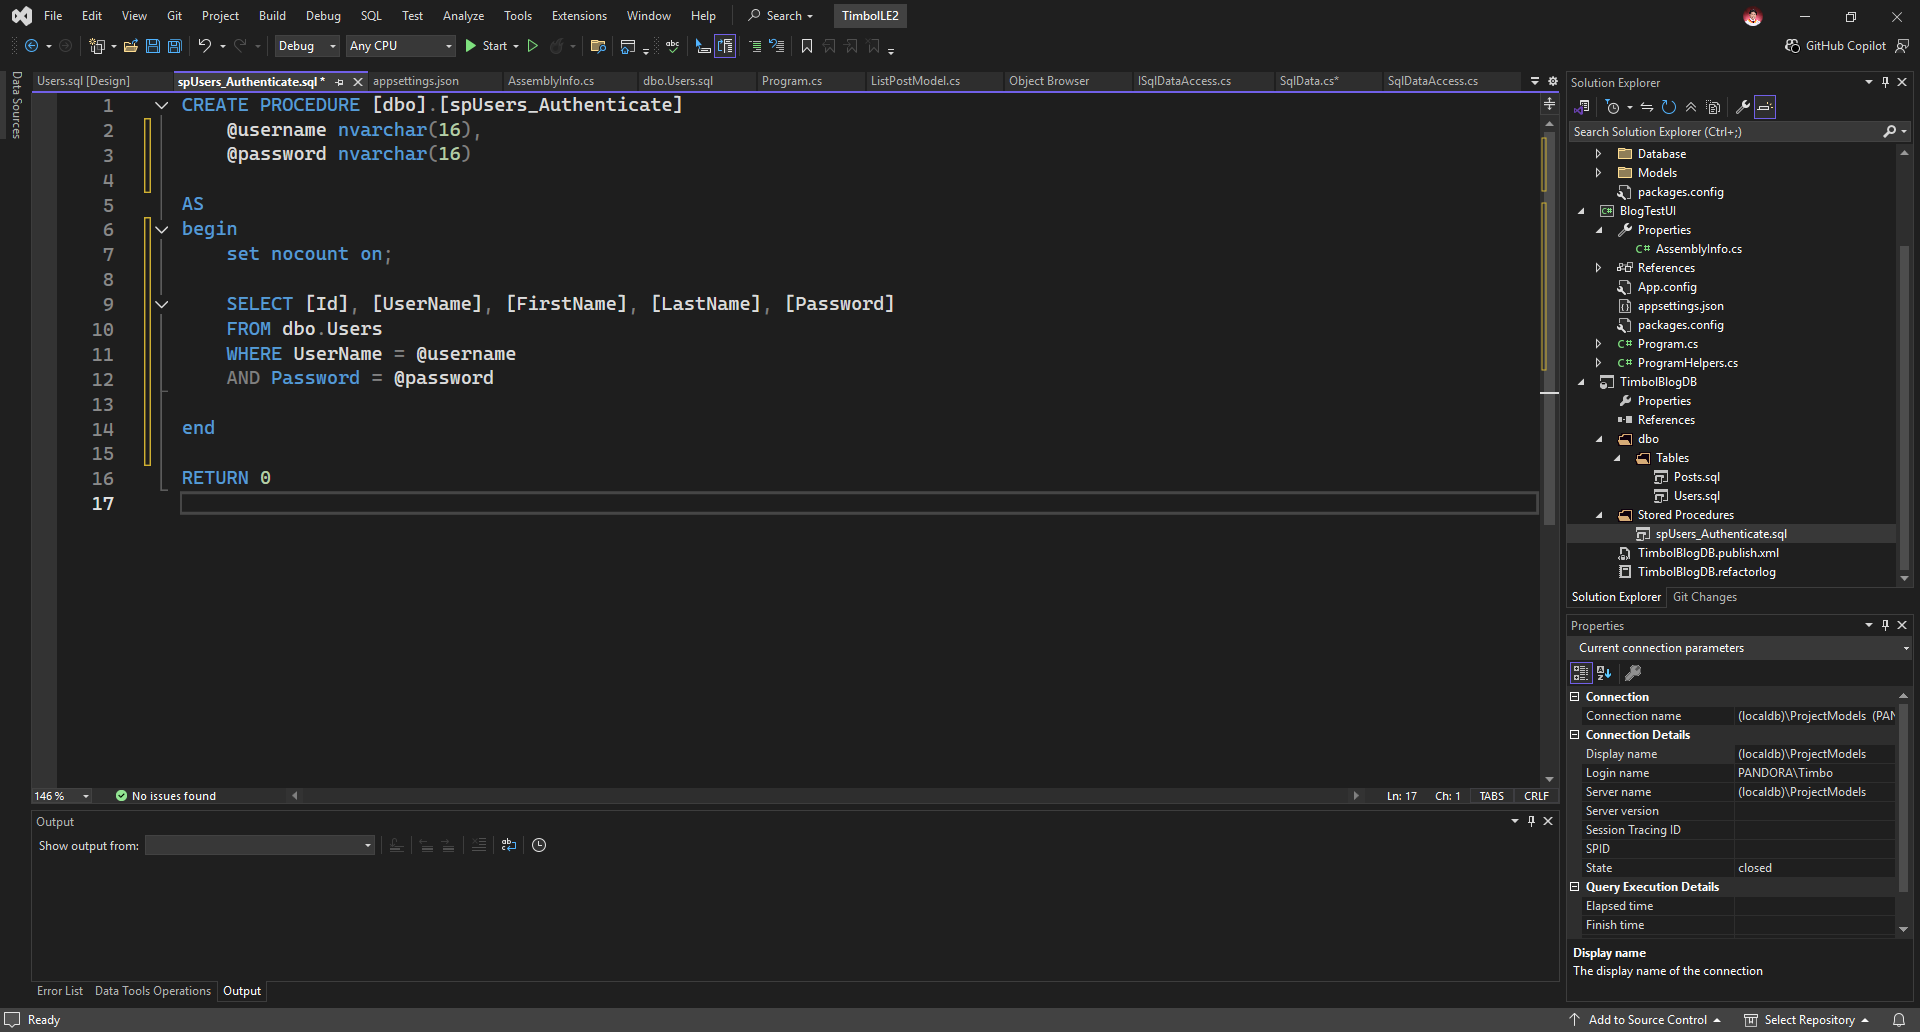 File Edit View Git Project Build Debug SQL Test Analyze Tools Extensions Window Help Search TimbolLE2
Debug Any CPU Start GitHub Copilot
Data Sources
Users.sql [Design] spUsers_Authenticate.sql * appsettings.json AssemblyInfo.cs dbo.Users.sql Program.cs ListPostModel.cs Object Browser ISqlDataAccess.cs SqlData.cs* SqlDataAccess.cs
1 CREATE PROCEDURE [dbo].[spUsers_Authenticate]
2 @username nvarchar(16),
3 @password nvarchar(16)
4
5 AS
6 begin
7 set nocount on;
8
9 SELECT [Id], [UserName], [FirstName], [LastName], [Password]
10 FROM dbo.Users
11 WHERE UserName = @username
12 AND Password = @password
13
14 end
15
16 RETURN 0
17
146 % No issues found Ln: 17 Ch: 1 TABS CRLF
Output
Show output from:
Error List Data Tools Operations Output
Solution Explorer
Search Solution Explorer (Ctrl+;)
Database
Models
packages.config
C# BlogTestUI
Properties
C# AssemblyInfo.cs
References
App.config
appsettings.json
packages.config
C# Program.cs
C# ProgramHelpers.cs
TimbolBlogDB
Properties
References
dbo
Tables
Posts.sql
Users.sql
Stored Procedures
spUsers_Authenticate.sql
TimbolBlogDB.publish.xml
TimbolBlogDB.refactorlog
Solution Explorer Git Changes
Properties
Current connection parameters
Connection
Connection name (localdb)\ProjectModels (PAN
Connection Details
Display name (localdb)\ProjectModels
Login name PANDORA\Timbo
Server name (localdb)\ProjectModels
Server version
Session Tracing ID
SPID
State closed
Query Execution Details
Elapsed time
Finish time
Display name
The display name of the connection
Ready Add to Source Control Select Repository